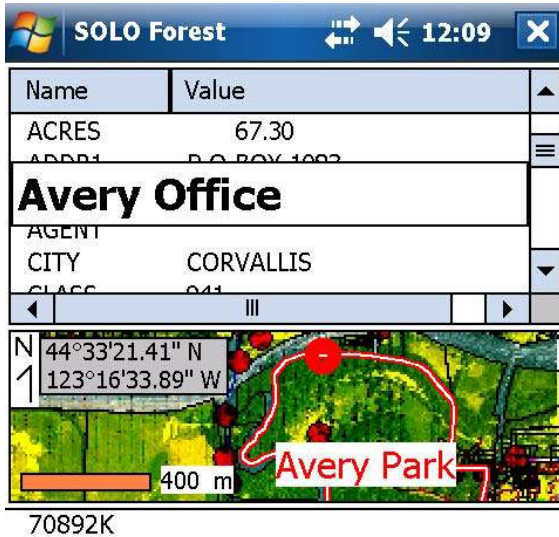 SOLO Forest 12:09
Name Value
ACRES 67.30
Avery Office
AGENT
CITY CORVALLIS
N 44°33'21.41" N
123°16'33.89" W
400 m
Avery Park
70892K